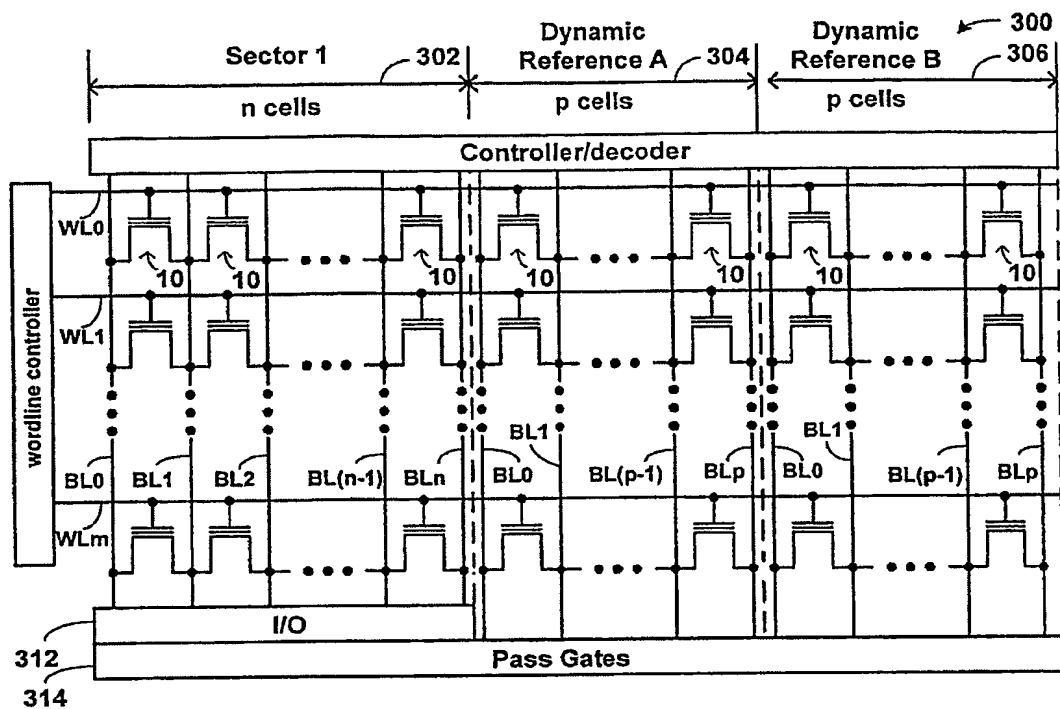 300
Sector 1
302
Dynamic
Reference A
304
Dynamic
Reference B
306
n cells
p cells
p cells
Controller/decoder
wordline controller
WL0
10
10
10
10
10
10
10
WL1
BL0
BL1
BL2
BL(n-1)
BLn
BL0
BL1
BL(p-1)
BLp
BL0
BL1
BL(p-1)
BLp
WLm
I/O
312
Pass Gates
314